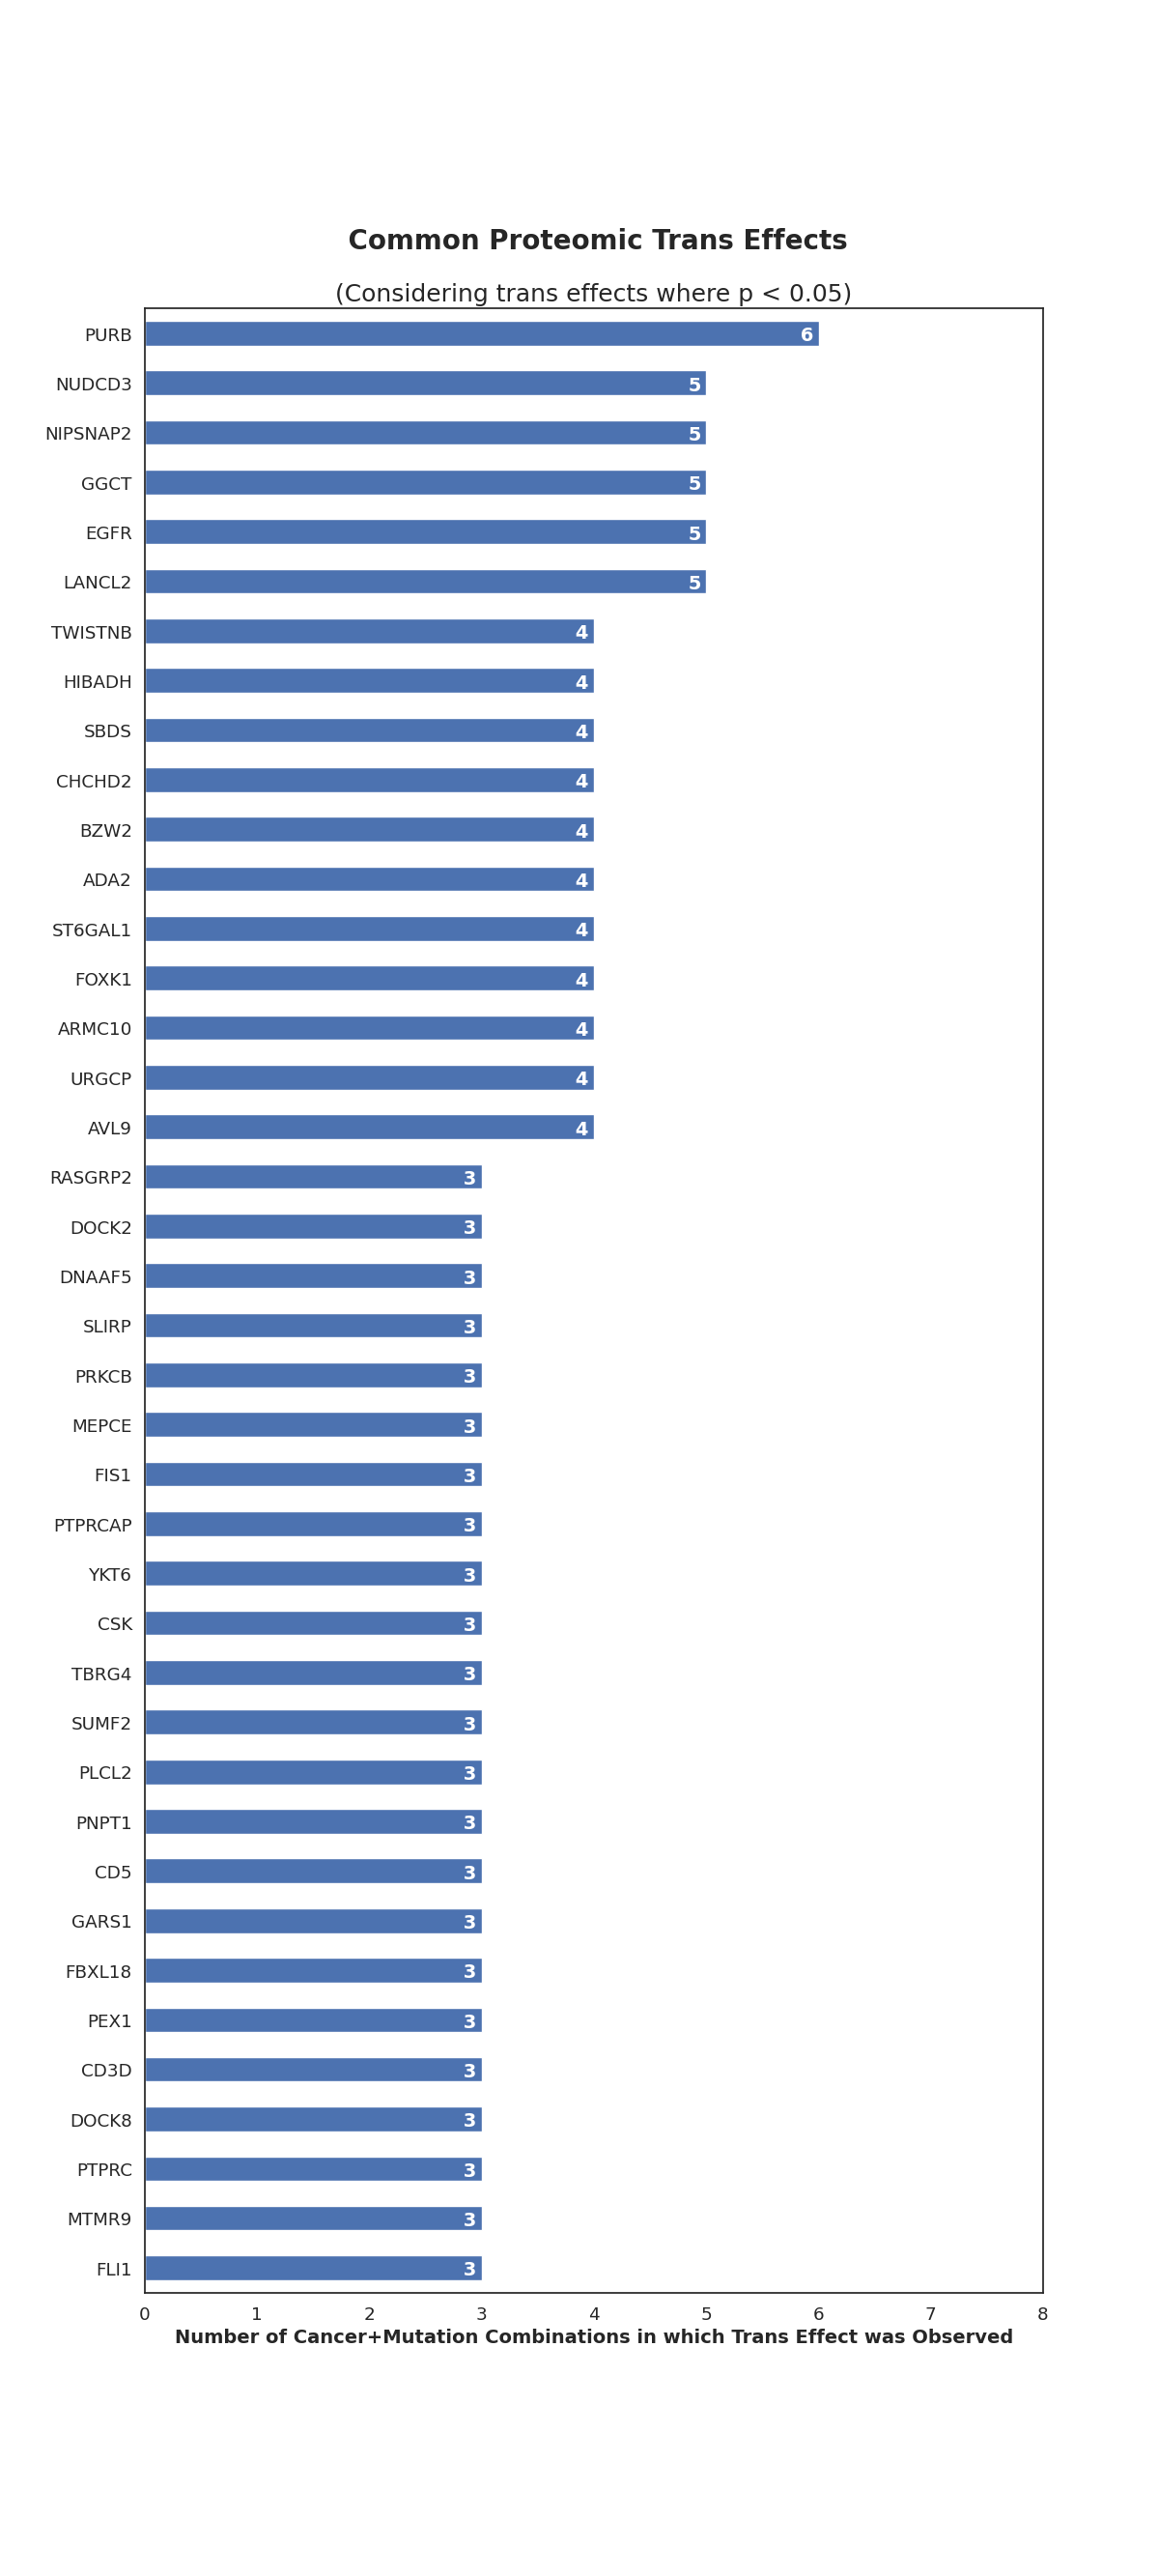 Common Proteomic Trans Effects
(Considering trans effects where p < 0.05)
PURB 6
NUDCD3 5
NIPSNAP2 5
GGCT 5
EGFR 5
LANCL2 5
TWISTNB 4
HIBADH 4
SBDS 4
CHCHD2 4
BZW2 4
ADA2 4
ST6GAL1 4
FOXK1 4
ARMC10 4
URGCP 4
AVL9 4
RASGRP2 3
DOCK2 3
DNAAF5 3
SLIRP 3
PRKCB 3
MEPCE 3
FIS1 3
PTPRCAP 3
YKT6 3
CSK 3
TBRG4 3
SUMF2 3
PLCL2 3
PNPT1 3
CD5 3
GARS1 3
FBXL18 3
PEX1 3
CD3D 3
DOCK8 3
PTPRC 3
MTMR9 3
FLI1 3
0 1 2 3 4 5 6 7 8
Number of Cancer+Mutation Combinations in which Trans Effect was Observed